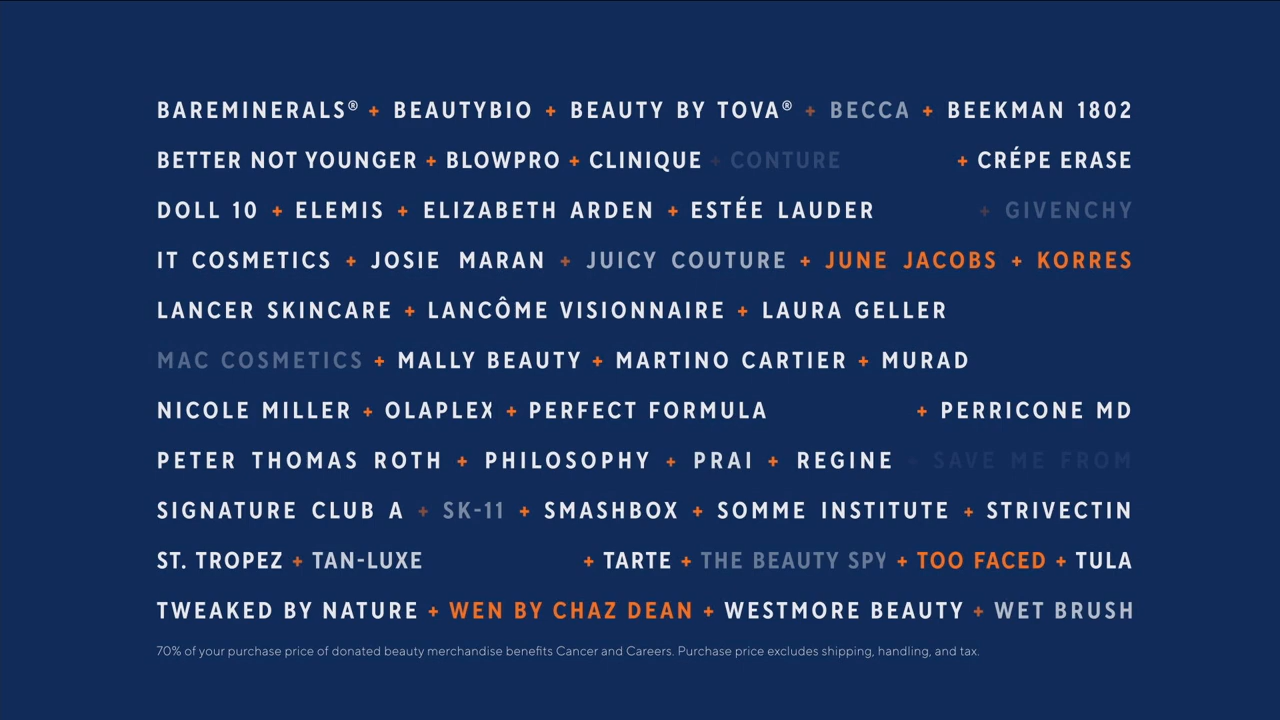 BAREMINERALS® + BEAUTYBIO + BEAUTY BY TOVA® + BECCA + BEEKMAN 1802
BETTER NOT YOUNGER + BLOWPRO + CLINIQUE + CONTURE + CRÉPE ERASE
DOLL 10 + ELEMIS + ELIZABETH ARDEN + ESTÉE LAUDER + GIVENCHY
IT COSMETICS + JOSIE MARAN + JUICY COUTURE + JUNE JACOBS + KORRES
LANCER SKINCARE + LANCÔME VISIONNAIRE + LAURA GELLER
MAC COSMETICS + MALLY BEAUTY + MARTINO CARTIER + MURAD
NICOLE MILLER + OLAPLEX + PERFECT FORMULA + PERRICONE MD
PETER THOMAS ROTH + PHILOSOPHY + PRAI + REGINE + SAVE ME FROM
SIGNATURE CLUB A + SK-11 + SMASHBOX + SOMME INSTITUTE + STRIVECTIN
ST. TROPEZ + TAN-LUXE + TARTE + THE BEAUTY SPY + TOO FACED + TULA
TWEAKED BY NATURE + WEN BY CHAZ DEAN + WESTMORE BEAUTY + WET BRUSH
70% of your purchase price of donated beauty merchandise benefits Cancer and Careers. Purchase price excludes shipping, handling, and tax.